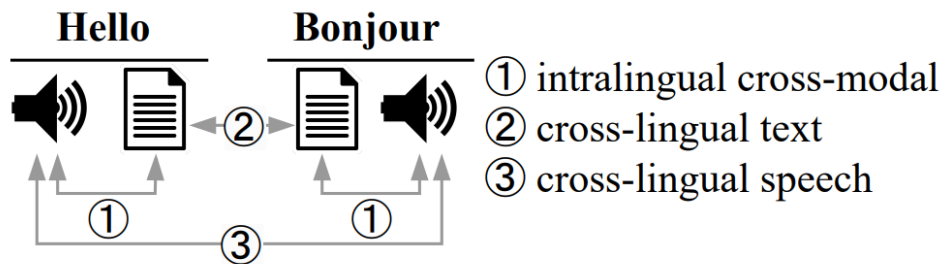 Hello
Bonjour
① intralingual cross-modal
② cross-lingual text
③ cross-lingual speech
②
① ①
③